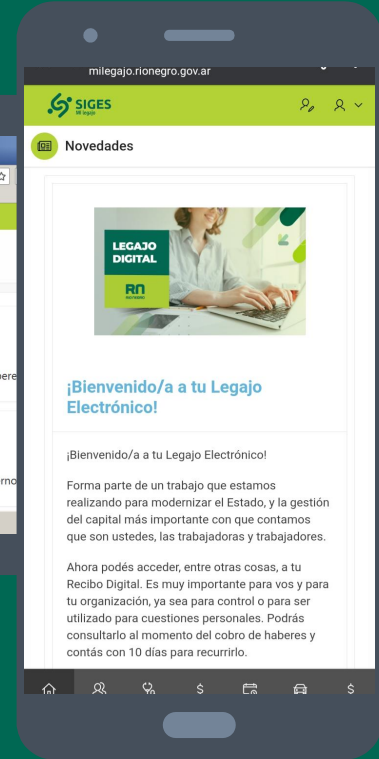 milegajo.rionegro.gov.ar
SIGES
Mi legajo
Novedades
LEGAJO
DIGITAL
RN
RÍO NEGRO
¡Bienvenido/a a tu Legajo
Electrónico!
¡Bienvenido/a a tu Legajo Electrónico!
Forma parte de un trabajo que estamos
realizando para modernizar el Estado, y la gestión
del capital más importante con que contamos
que son ustedes, las trabajadoras y trabajadores.
Ahora podés acceder, entre otras cosas, a tu
Recibo Digital. Es muy importante para vos y para
tu organización, ya sea para control o para ser
utilizado para cuestiones personales. Podrás
consultarlo al momento del cobro de haberes y
contás con 10 días para recurrirlo.